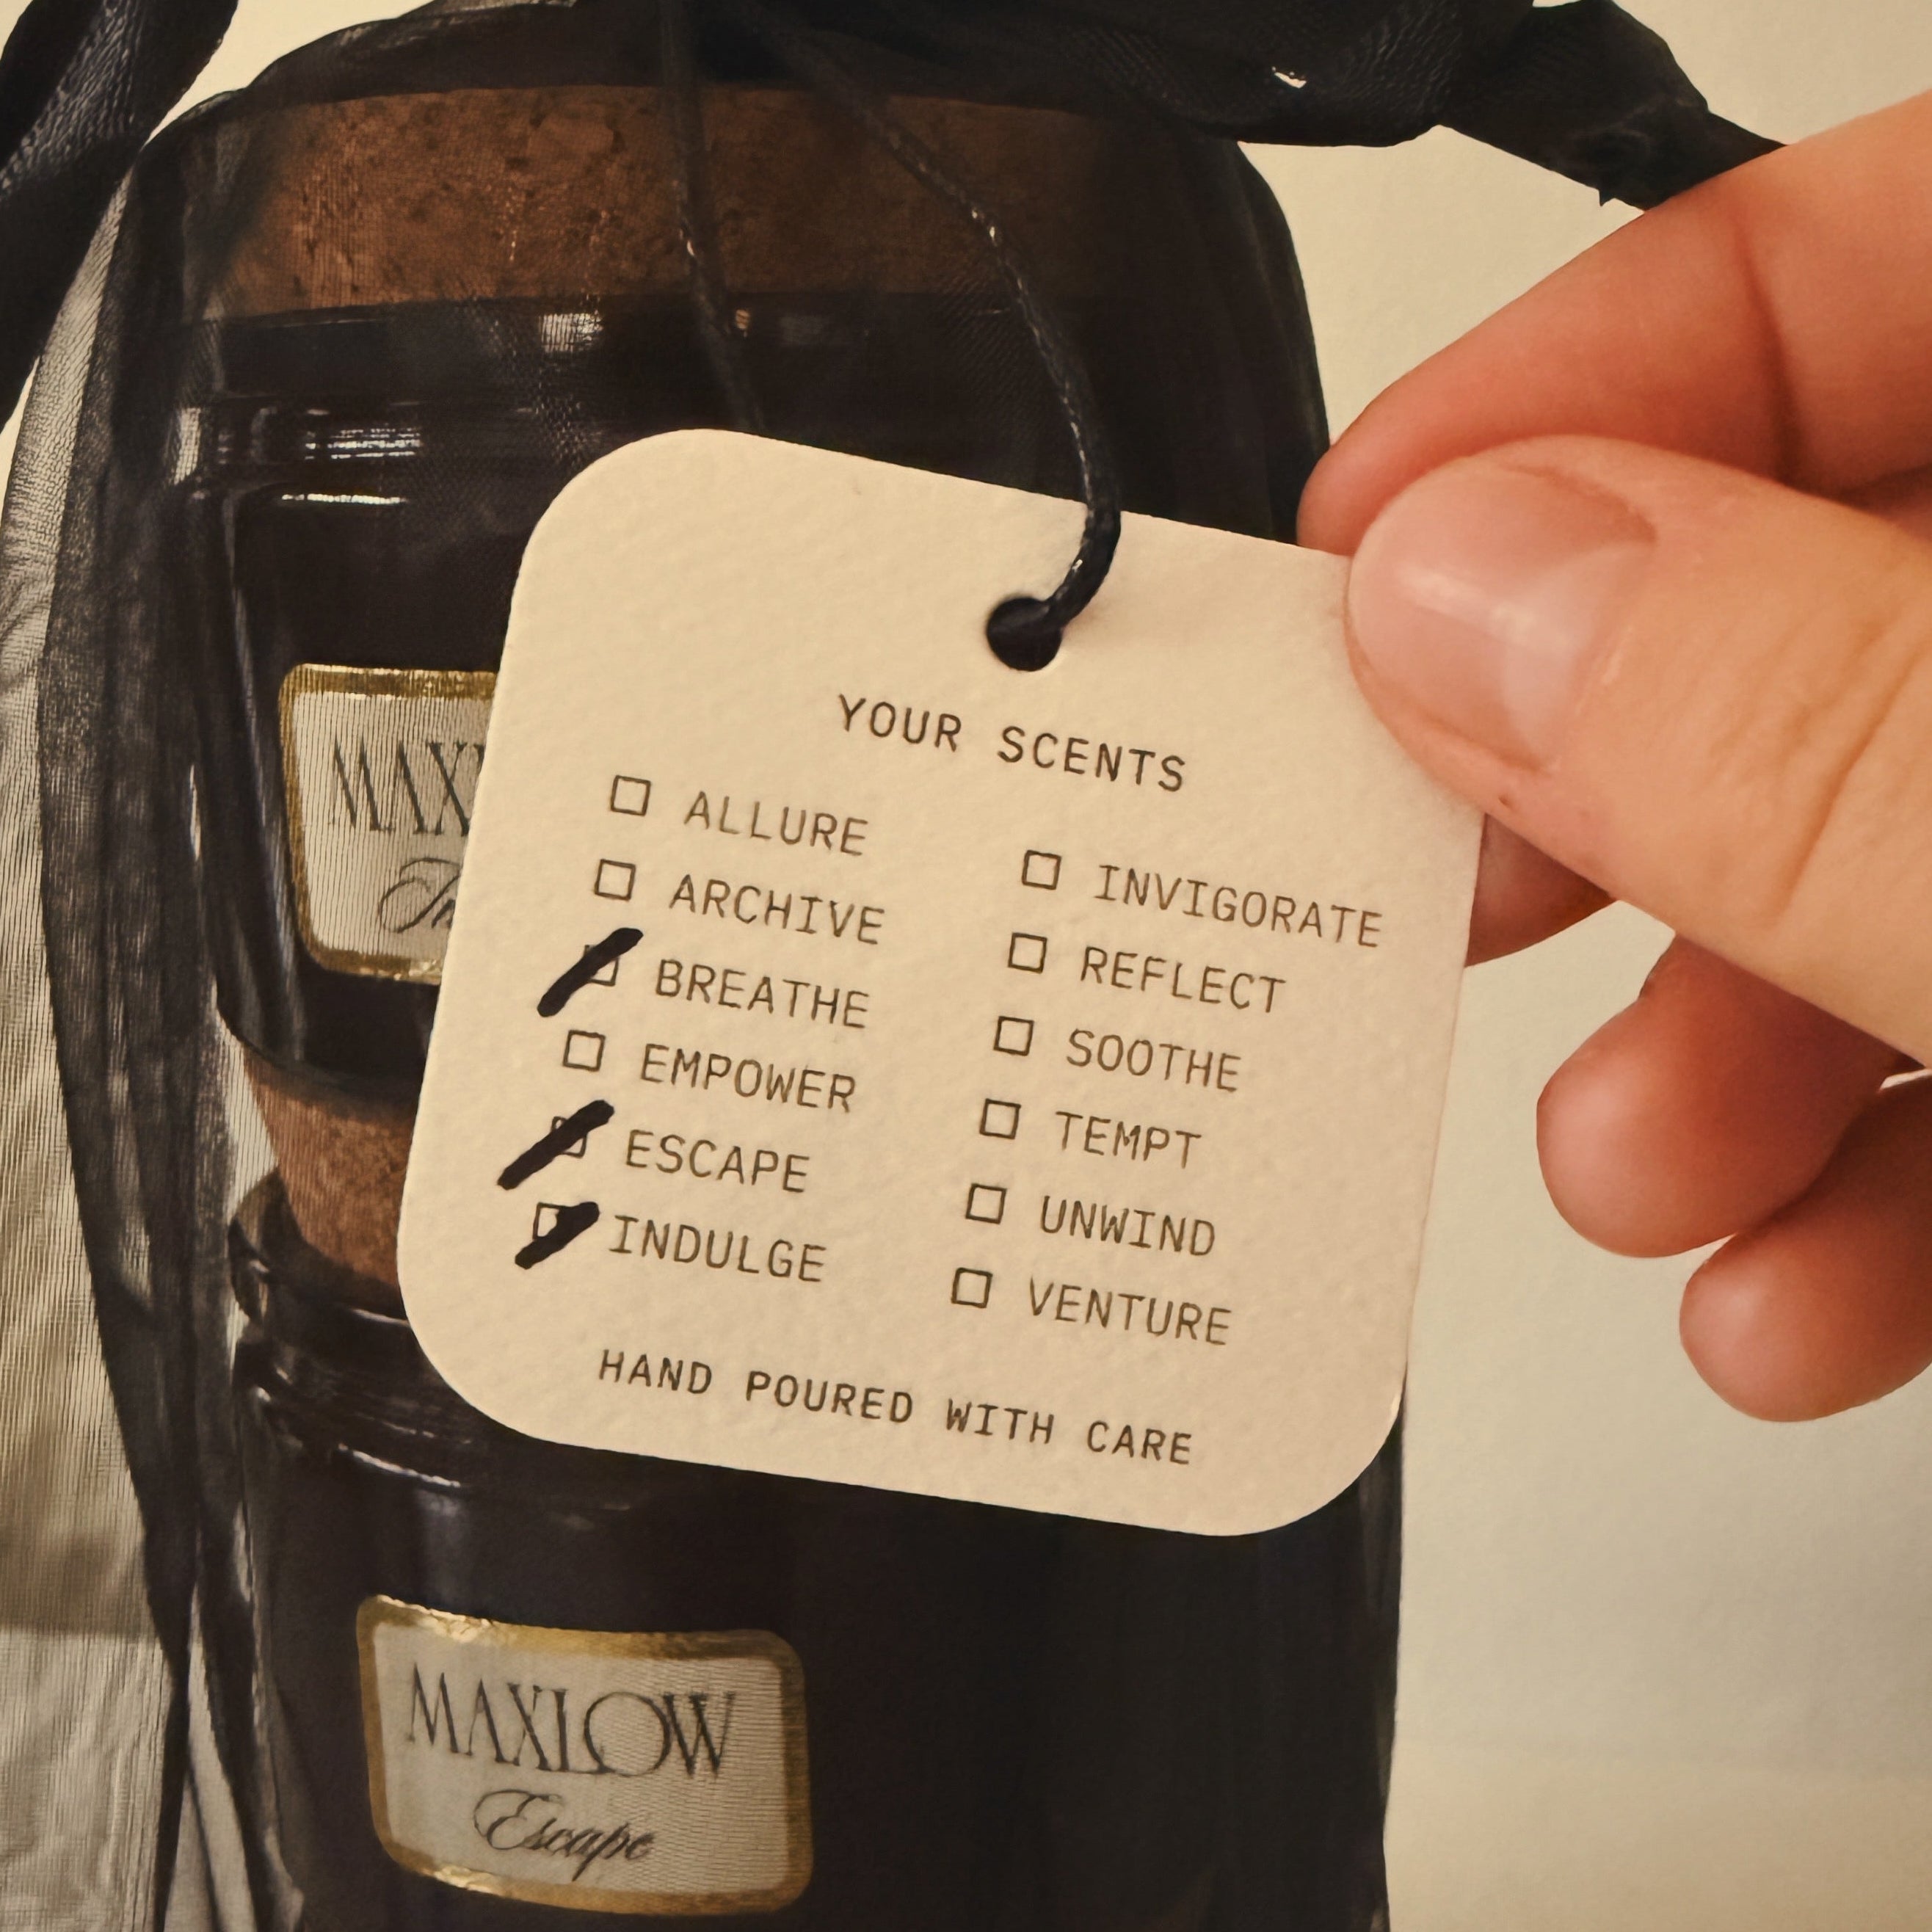 YOUR SCENTS
ALLURE
ARCHIVE
BREATHE
EMPOWER
ESCAPE
INDULGE
INVIGORATE
REFLECT
SOOTHE
TEMPT
UNWIND
VENTURE
HAND POURED WITH CARE
MAXLOW
Escape